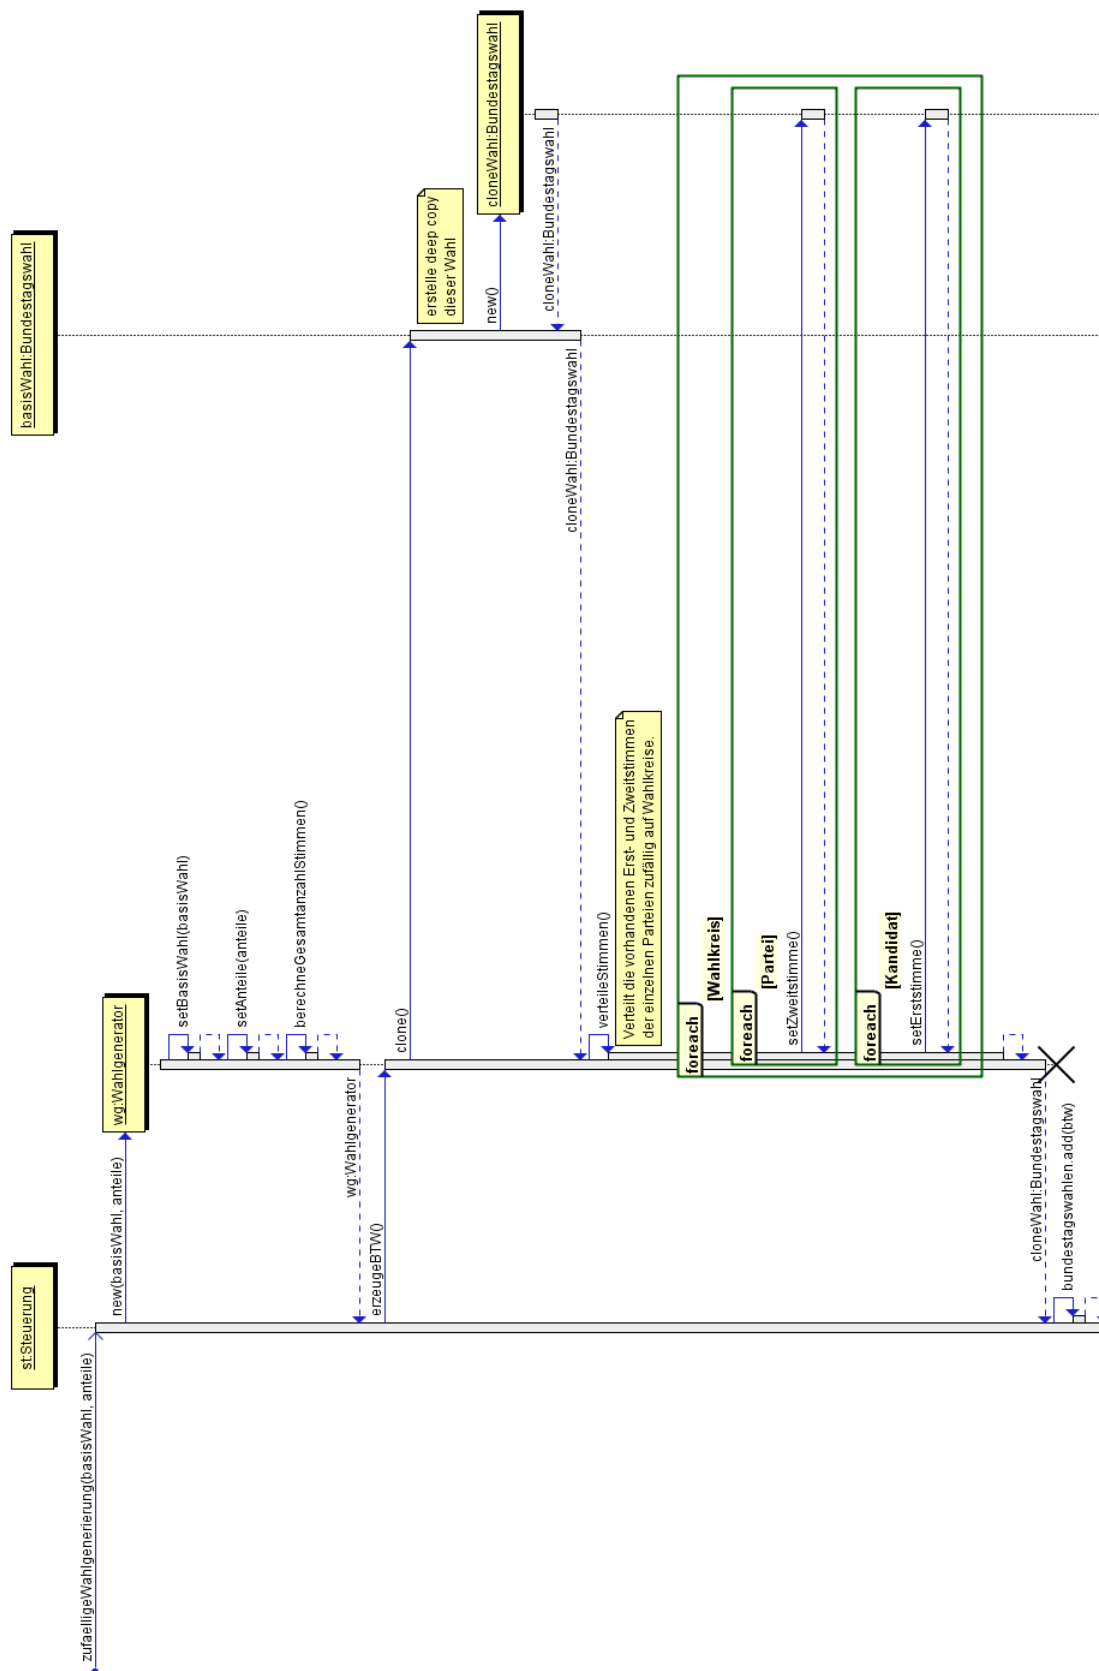 zufaelligeWahlgenerierung(basisWahl, anteile)
st:Steuerung
new(basisWahl, anteile)
wg:Wahlgenerator
setBasisWahl(basisWahl)
setAnteile(anteile)
berechneGesamtanzahlStimmen()
wg:Wahlgenerator
erzeugeBTW()
basisWahl:Bundestagswahl
clone()
erstelle deep copy
dieser Wahl
new()
cloneWahl:Bundestagswahl
cloneWahl:Bundestagswahl
cloneWahl:Bundestagswahl
verteileStimmen()
Verteilt die vorhandenen Erst- und Zweitstimmen
der einzelnen Parteien zufällig auf Wahlkreise.
foreach
[Wahlkreis]
foreach
[Partei]
setZweitstimme()
foreach
[Kandidat]
setErststimme()
cloneWahl:Bundestagswahl
bundestagswahlen.add(btw)